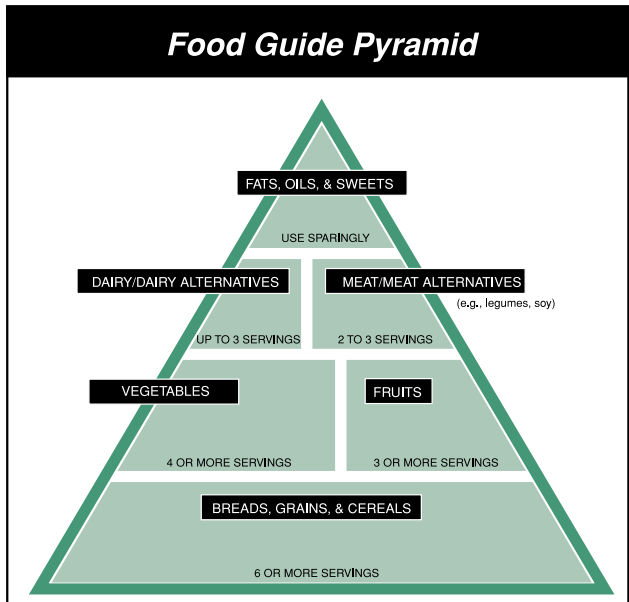 Food Guide Pyramid
FATS, OILS, & SWEETS
USE SPARINGLY
DAIRY/DAIRY ALTERNATIVES
MEAT/MEAT ALTERNATIVES
(e.g., legumes, soy)
UP TO 3 SERVINGS
2 TO 3 SERVINGS
VEGETABLES
FRUITS
4 OR MORE SERVINGS
3 OR MORE SERVINGS
BREADS, GRAINS, & CEREALS
6 OR MORE SERVINGS